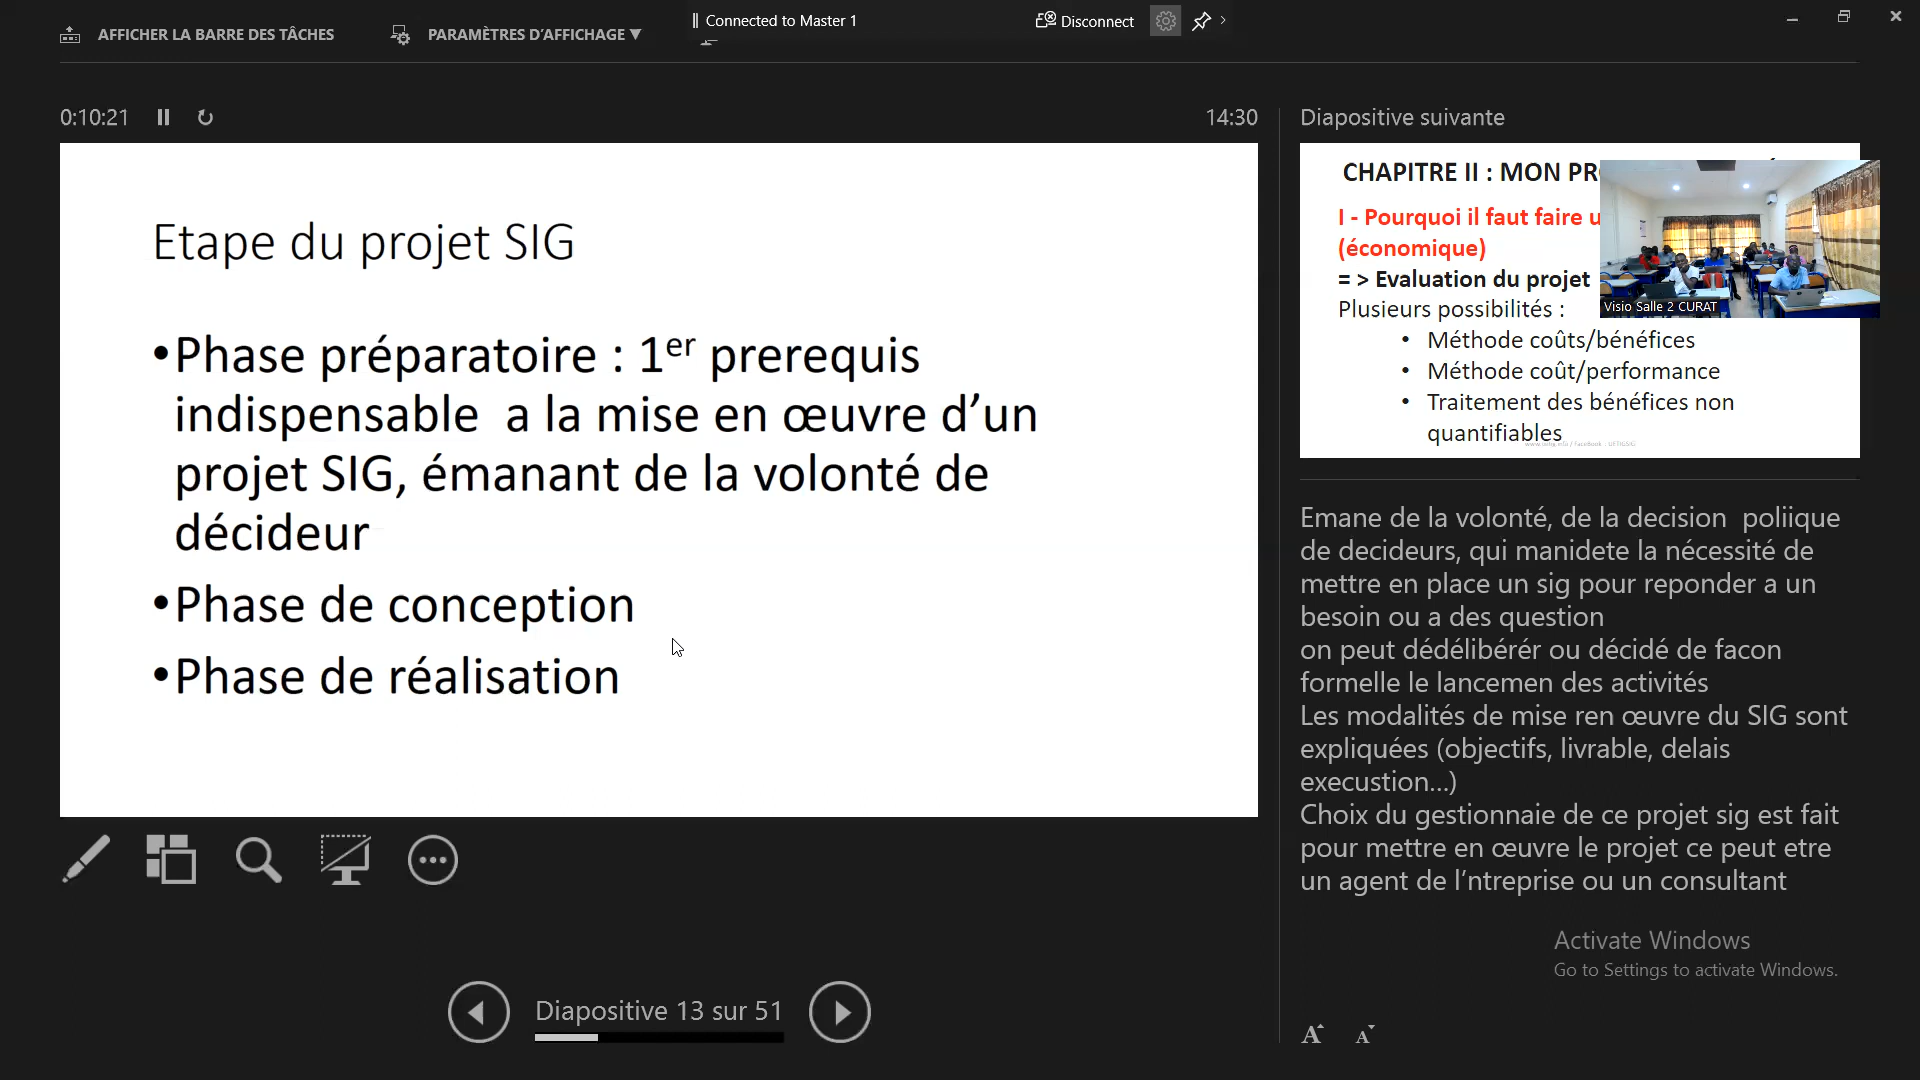 AFFICHER LA BARRE DES TÂCHES
PARAMÈTRES D'AFFICHAGE ▼
Connected to Master 1
Disconnect
0:10:21
14:30
Etape du projet SIG
•Phase préparatoire : 1er prerequis
indispensable a la mise en œuvre d'un
projet SIG, émanant de la volonté de
décideur
•Phase de conception
•Phase de réalisation
Diapositive 13 sur 51
Diapositive suivante
CHAPITRE II : MON
I - Pourquoi il faut faire
(économique)
= > Evaluation du projet
Plusieurs possibilités :
• Méthode coûts/bénéfices
• Méthode coût/performance
• Traitement des bénéfices non
quantifiables
Visio Salle 2 CURAT
Emane de la volonté, de la decision poliique
de decideurs, qui manidete la nécessité de
mettre en place un sig pour reponder a un
besoin ou a des question
on peut dédélibérér ou décidé de facon
formelle le lancemen des activités
Les modalités de mise ren œuvre du SIG sont
expliquées (objectifs, livrable, delais
execustion...)
Choix du gestionnaie de ce projet sig est fait
pour mettre en œuvre le projet ce peut etre
un agent de l'ntreprise ou un consultant
Activate Windows
Go to Settings to activate Windows.
A A